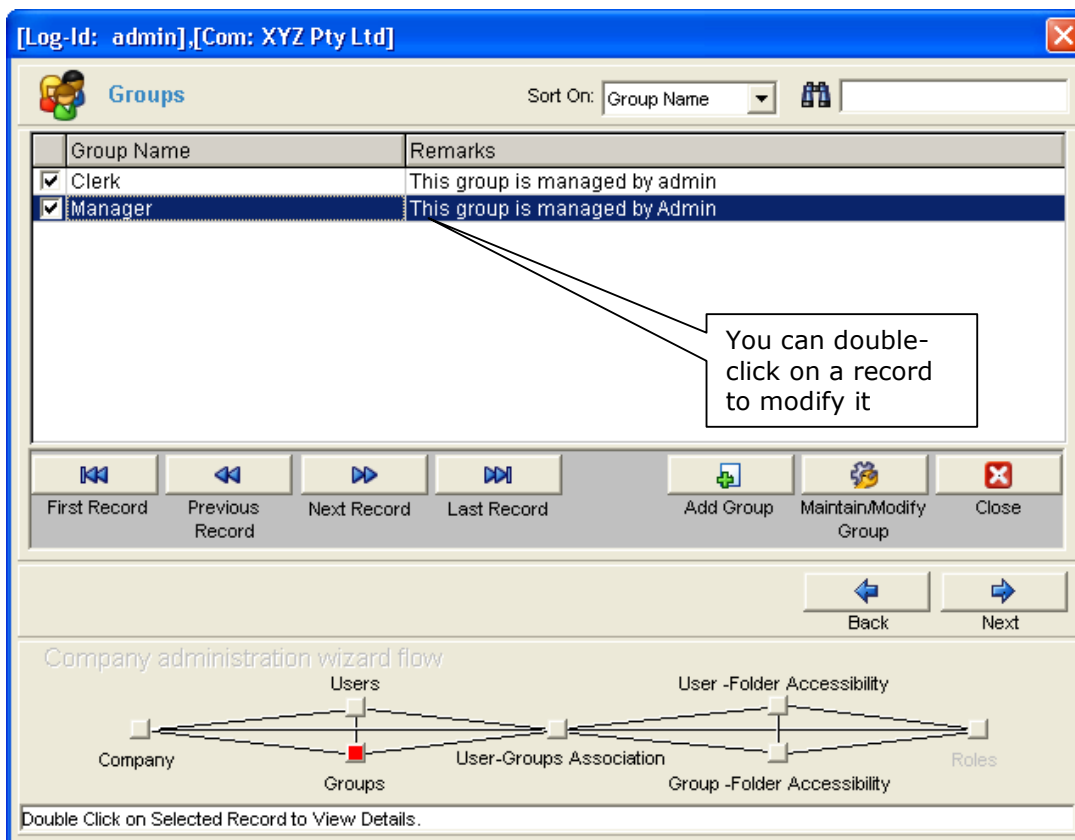 [Log-Id: admin],[Com: XYZ Pty Ltd]
Groups
Sort On: Group Name
Group Name Remarks
Clerk This group is managed by admin
Manager This group is managed by Admin
You can double-
click on a record
to modify it
First Record
Previous
Record
Next Record
Last Record
Add Group
Maintain/Modify
Group
Close
Back
Next
Company administration wizard flow
Users
User -Folder Accessibility
Company
User-Groups Association
Roles
Groups
Group -Folder Accessibility
Double Click on Selected Record to View Details.